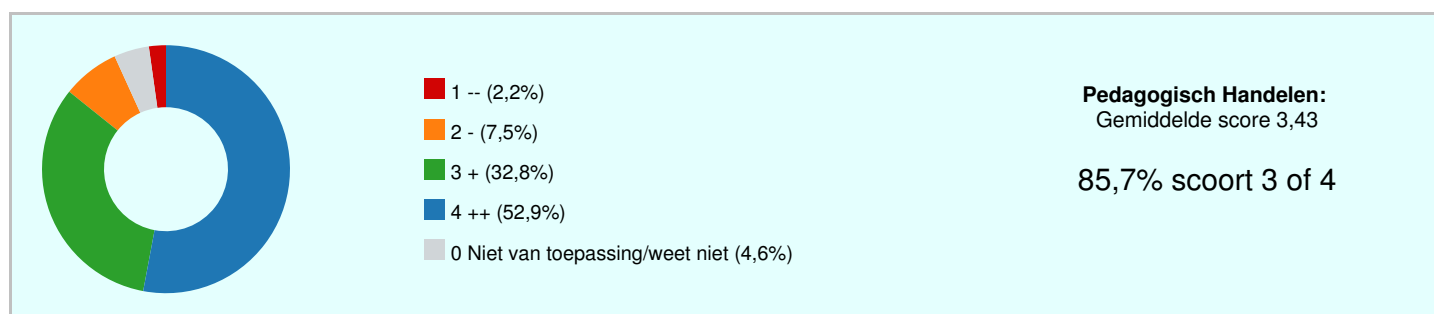 1 -- (2,2%)
2 - (7,5%)
3 + (32,8%)
4 ++ (52,9%)
0 Niet van toepassing/weet niet (4,6%)
Pedagogisch Handelen:
Gemiddelde score 3,43
85,7% scoort 3 of 4